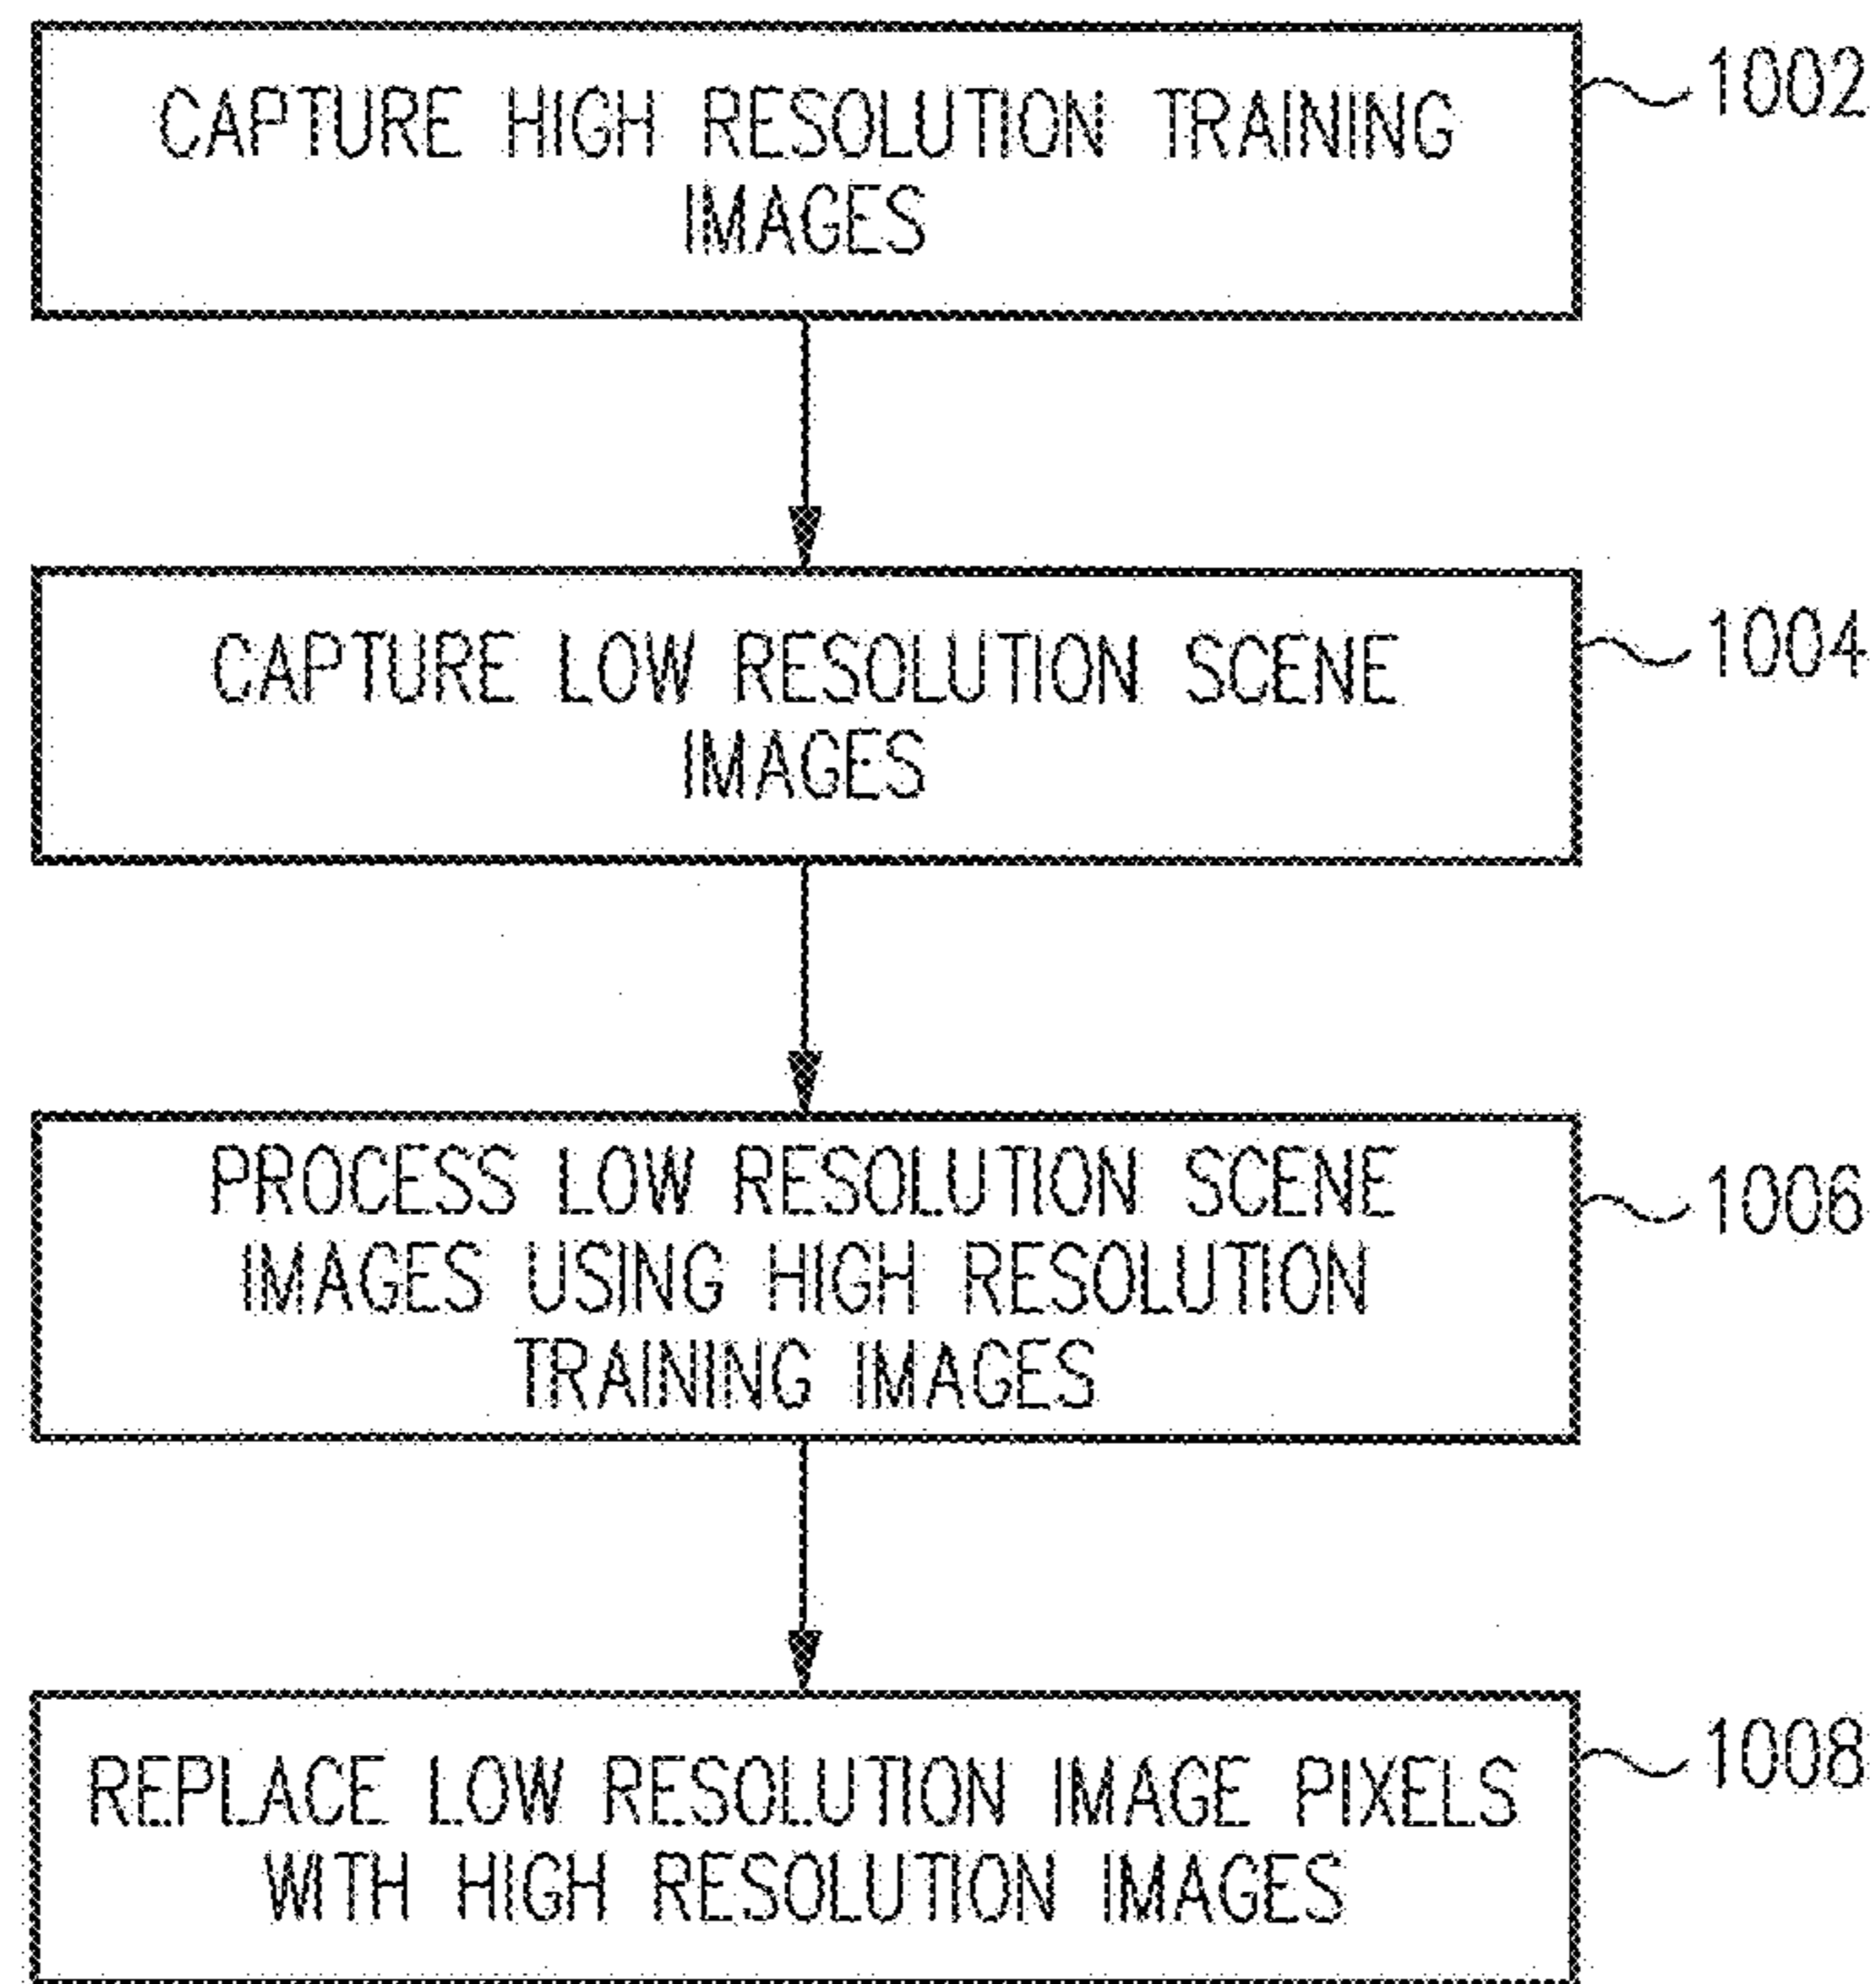 CAPTURE HIGH RESOLUTION TRAINING
IMAGES
1002
CAPTURE LOW RESOLUTION SCENE
IMAGES
1004
PROCESS LOW RESOLUTION SCENE
IMAGES USING HIGH RESOLUTION
TRAINING IMAGES
1006
REPLACE LOW RESOLUTION IMAGE PIXELS
WITH HIGH RESOLUTION IMAGES
1008